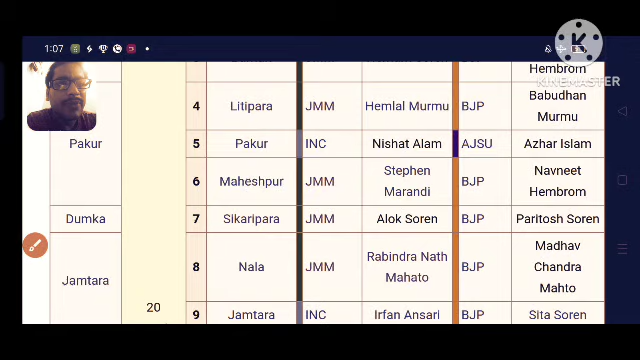 1:07
KINEMASTER
Hembrom
4 Litipara JMM Hemlal Murmu BJP Babudhan Murmu
Pakur
5 Pakur INC Nishat Alam AJSU Azhar Islam
6 Maheshpur JMM Stephen Marandi BJP Navneet Hembrom
Dumka
7 Sikaripara JMM Alok Soren BJP Paritosh Soren
8 Nala JMM Rabindra Nath Mahato BJP Madhav Chandra Mahto
Jamtara
20
9 Jamtara INC Irfan Ansari BJP Sita Soren